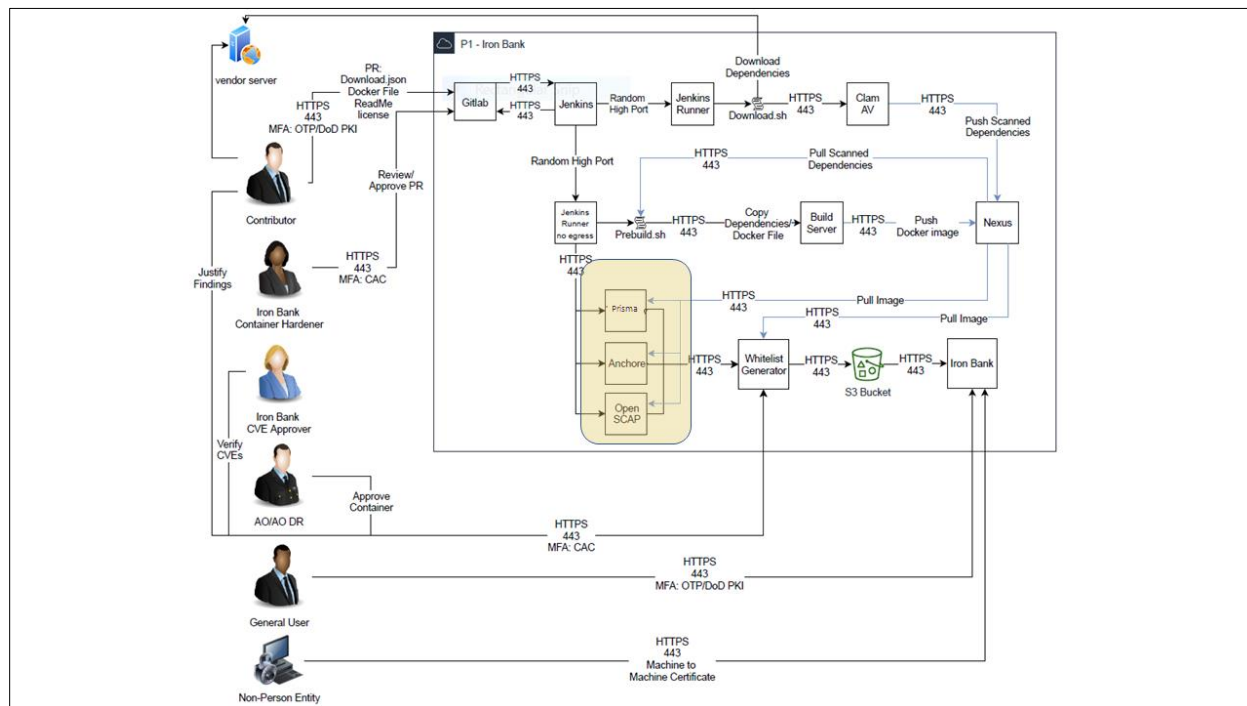 P1 - Iron Bank
vendor server
PR:
Download.json
Docker File
ReadMe
license
HTTPS
443
MFA: OTP/DoD PKI
Contributor
Gitlab
HTTPS
443
HTTPS
443
Jenkins
Random
High Port
Jenkins
Runner
HTTPS
443
Download.sh
Download
Dependencies
HTTPS
443
Clam
AV
HTTPS
443
Push Scanned
Dependencies
Random High Port
HTTPS
443
Pull Scanned
Dependencies
Review/
Approve PR
Jenkins
Runner
no egress
Prebuild.sh
HTTPS
443
Copy
Dependencies/
Docker File
Build
Server
HTTPS
443
Push
Docker image
Nexus
Justify
Findings
HTTPS
443
MFA: CAC
Iron Bank
Container Hardener
HTTPS
443
Prisma
Anchore
Open
SCAP
HTTPS
443
Pull Image
HTTPS
443
Pull Image
HTTPS
443
Whitelist
Generator
HTTPS
443
S3 Bucket
HTTPS
443
Iron Bank
Iron Bank
CVE Approver
Verify
CVEs
AO/AO DR
Approve
Container
HTTPS
443
MFA: CAC
General User
HTTPS
443
MFA: OTP/DoD PKI
Non-Person Entity
HTTPS
443
Machine to
Machine Certificate